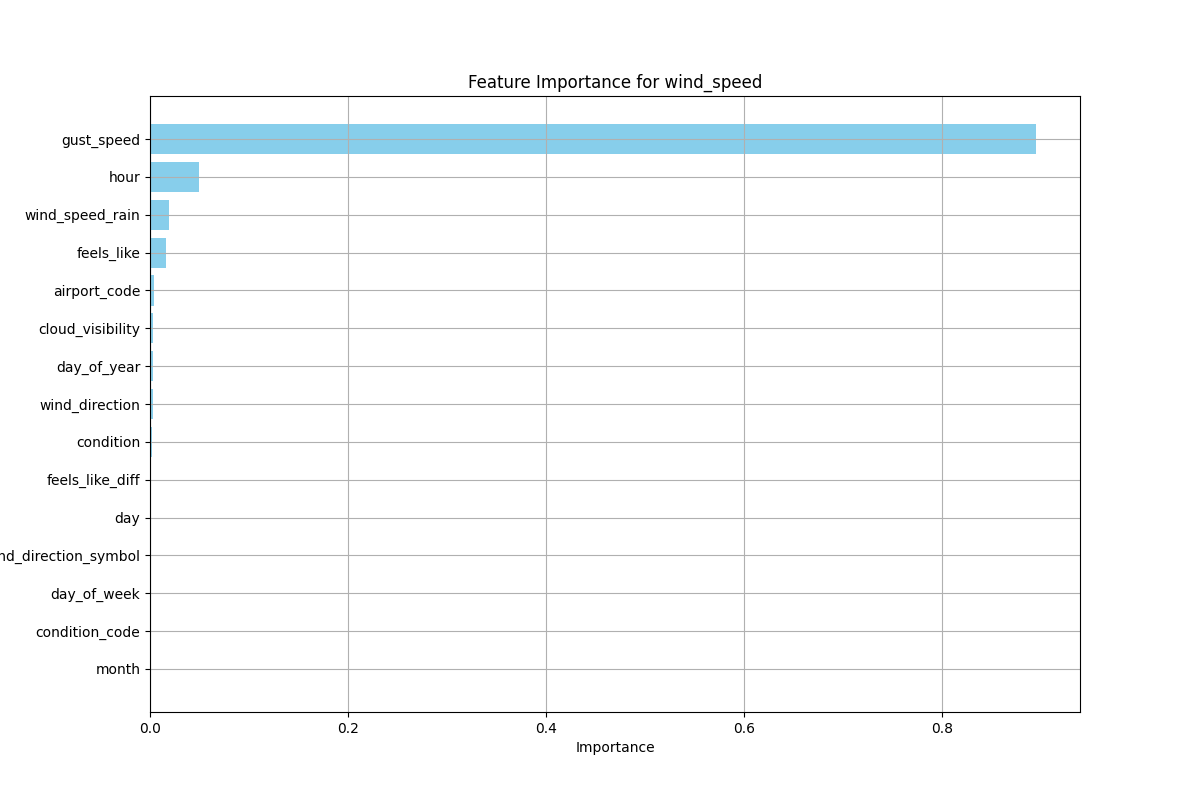 Feature Importance for wind_speed
gust_speed
hour
wind_speed_rain
feels_like
airport_code
cloud_visibility
day_of_year
wind_direction
condition
feels_like_diff
day
nd_direction_symbol
day_of_week
condition_code
month
0.0 0.2 0.4 0.6 0.8
Importance